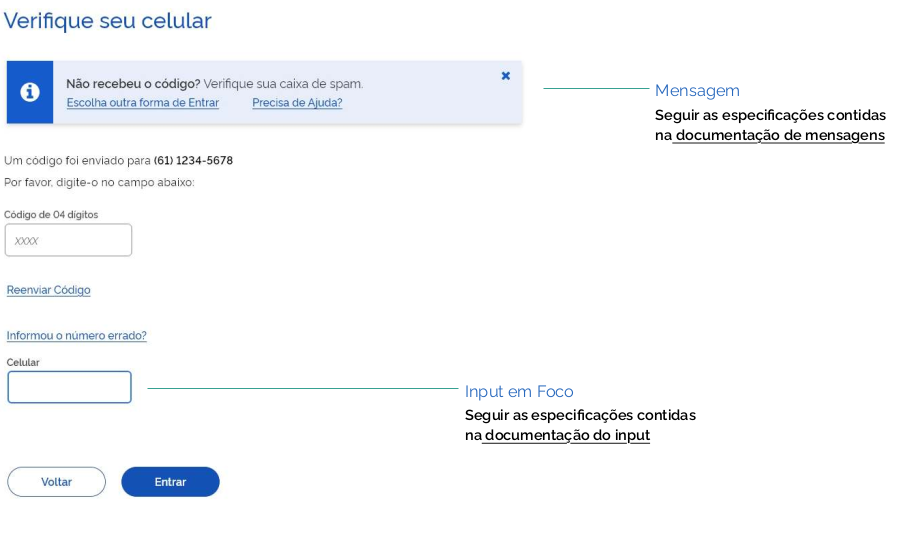 Verifique seu celular
Não recebeu o código? Verifique sua caixa de spam.
Escolha outra forma de Entrar Precisa de Ajuda?
Mensagem
Seguir as especificações contidas
na documentação de mensagens
Um código foi enviado para (61) 1234-5678
Por favor, digite-o no campo abaixo:
Código de 04 dígitos
XXXX
Reenviar Código
Informou o número errado?
Celular
Input em Foco
Seguir as especificações contidas
na documentação do input
Voltar Entrar